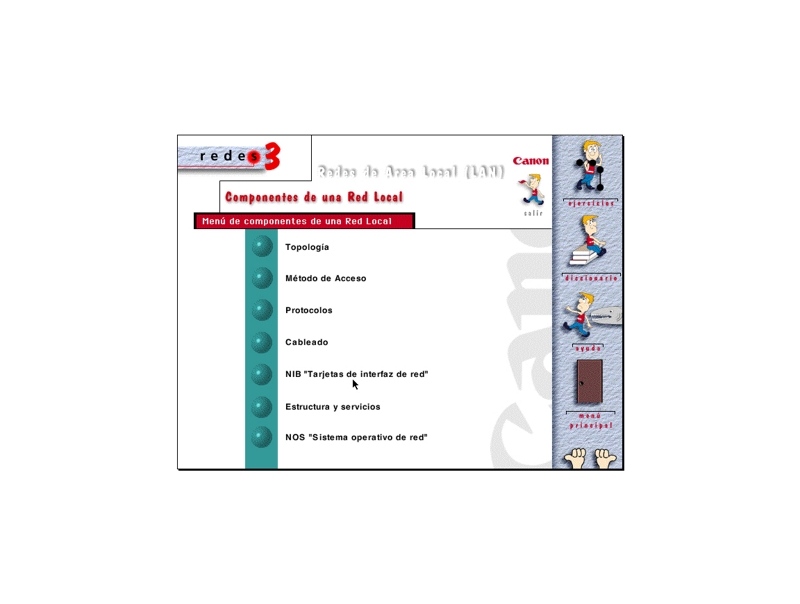 redes 3
Redes de Area Local (LAN)
Canon
salir
Componentes de una Red Local
Menú de componentes de una Red Local
Topología
Método de Acceso
Protocolos
Cableado
NIB "Tarjetas de interfaz de red"
Estructura y servicios
NOS "Sistema operativo de red"
ejercicios
diccionario
ayuda
menú
principal
Canon